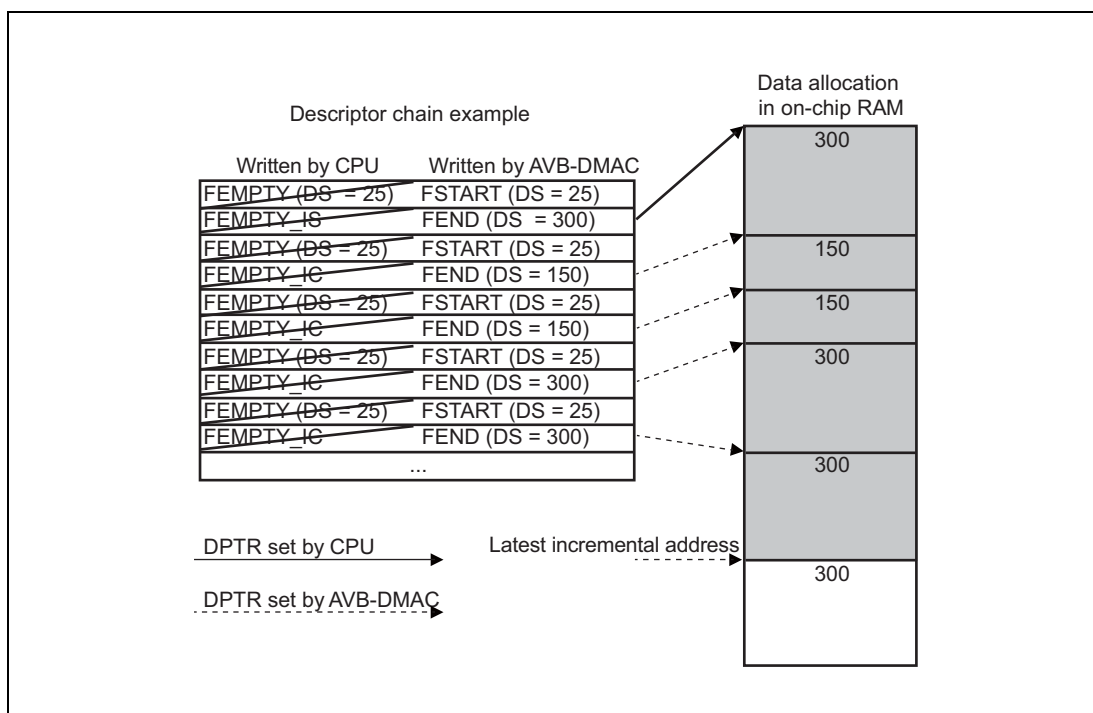 Data allocation
in on-chip RAM
Descriptor chain example
Written by CPU Written by AVB-DMAC
FEMPTY (DS = 25) FSTART (DS = 25)
FEMPTY_IS FEND (DS = 300)
FEMPTY (DS = 25) FSTART (DS = 25)
FEMPTY_IC FEND (DS = 150)
FEMPTY (DS = 25) FSTART (DS = 25)
FEMPTY_IC FEND (DS = 150)
FEMPTY (DS = 25) FSTART (DS = 25)
FEMPTY_IC FEND (DS = 300)
FEMPTY (DS = 25) FSTART (DS = 25)
FEMPTY_IC FEND (DS = 300)
...
300
150
150
300
300
300
DPTR set by CPU
Latest incremental address
DPTR set by AVB-DMAC